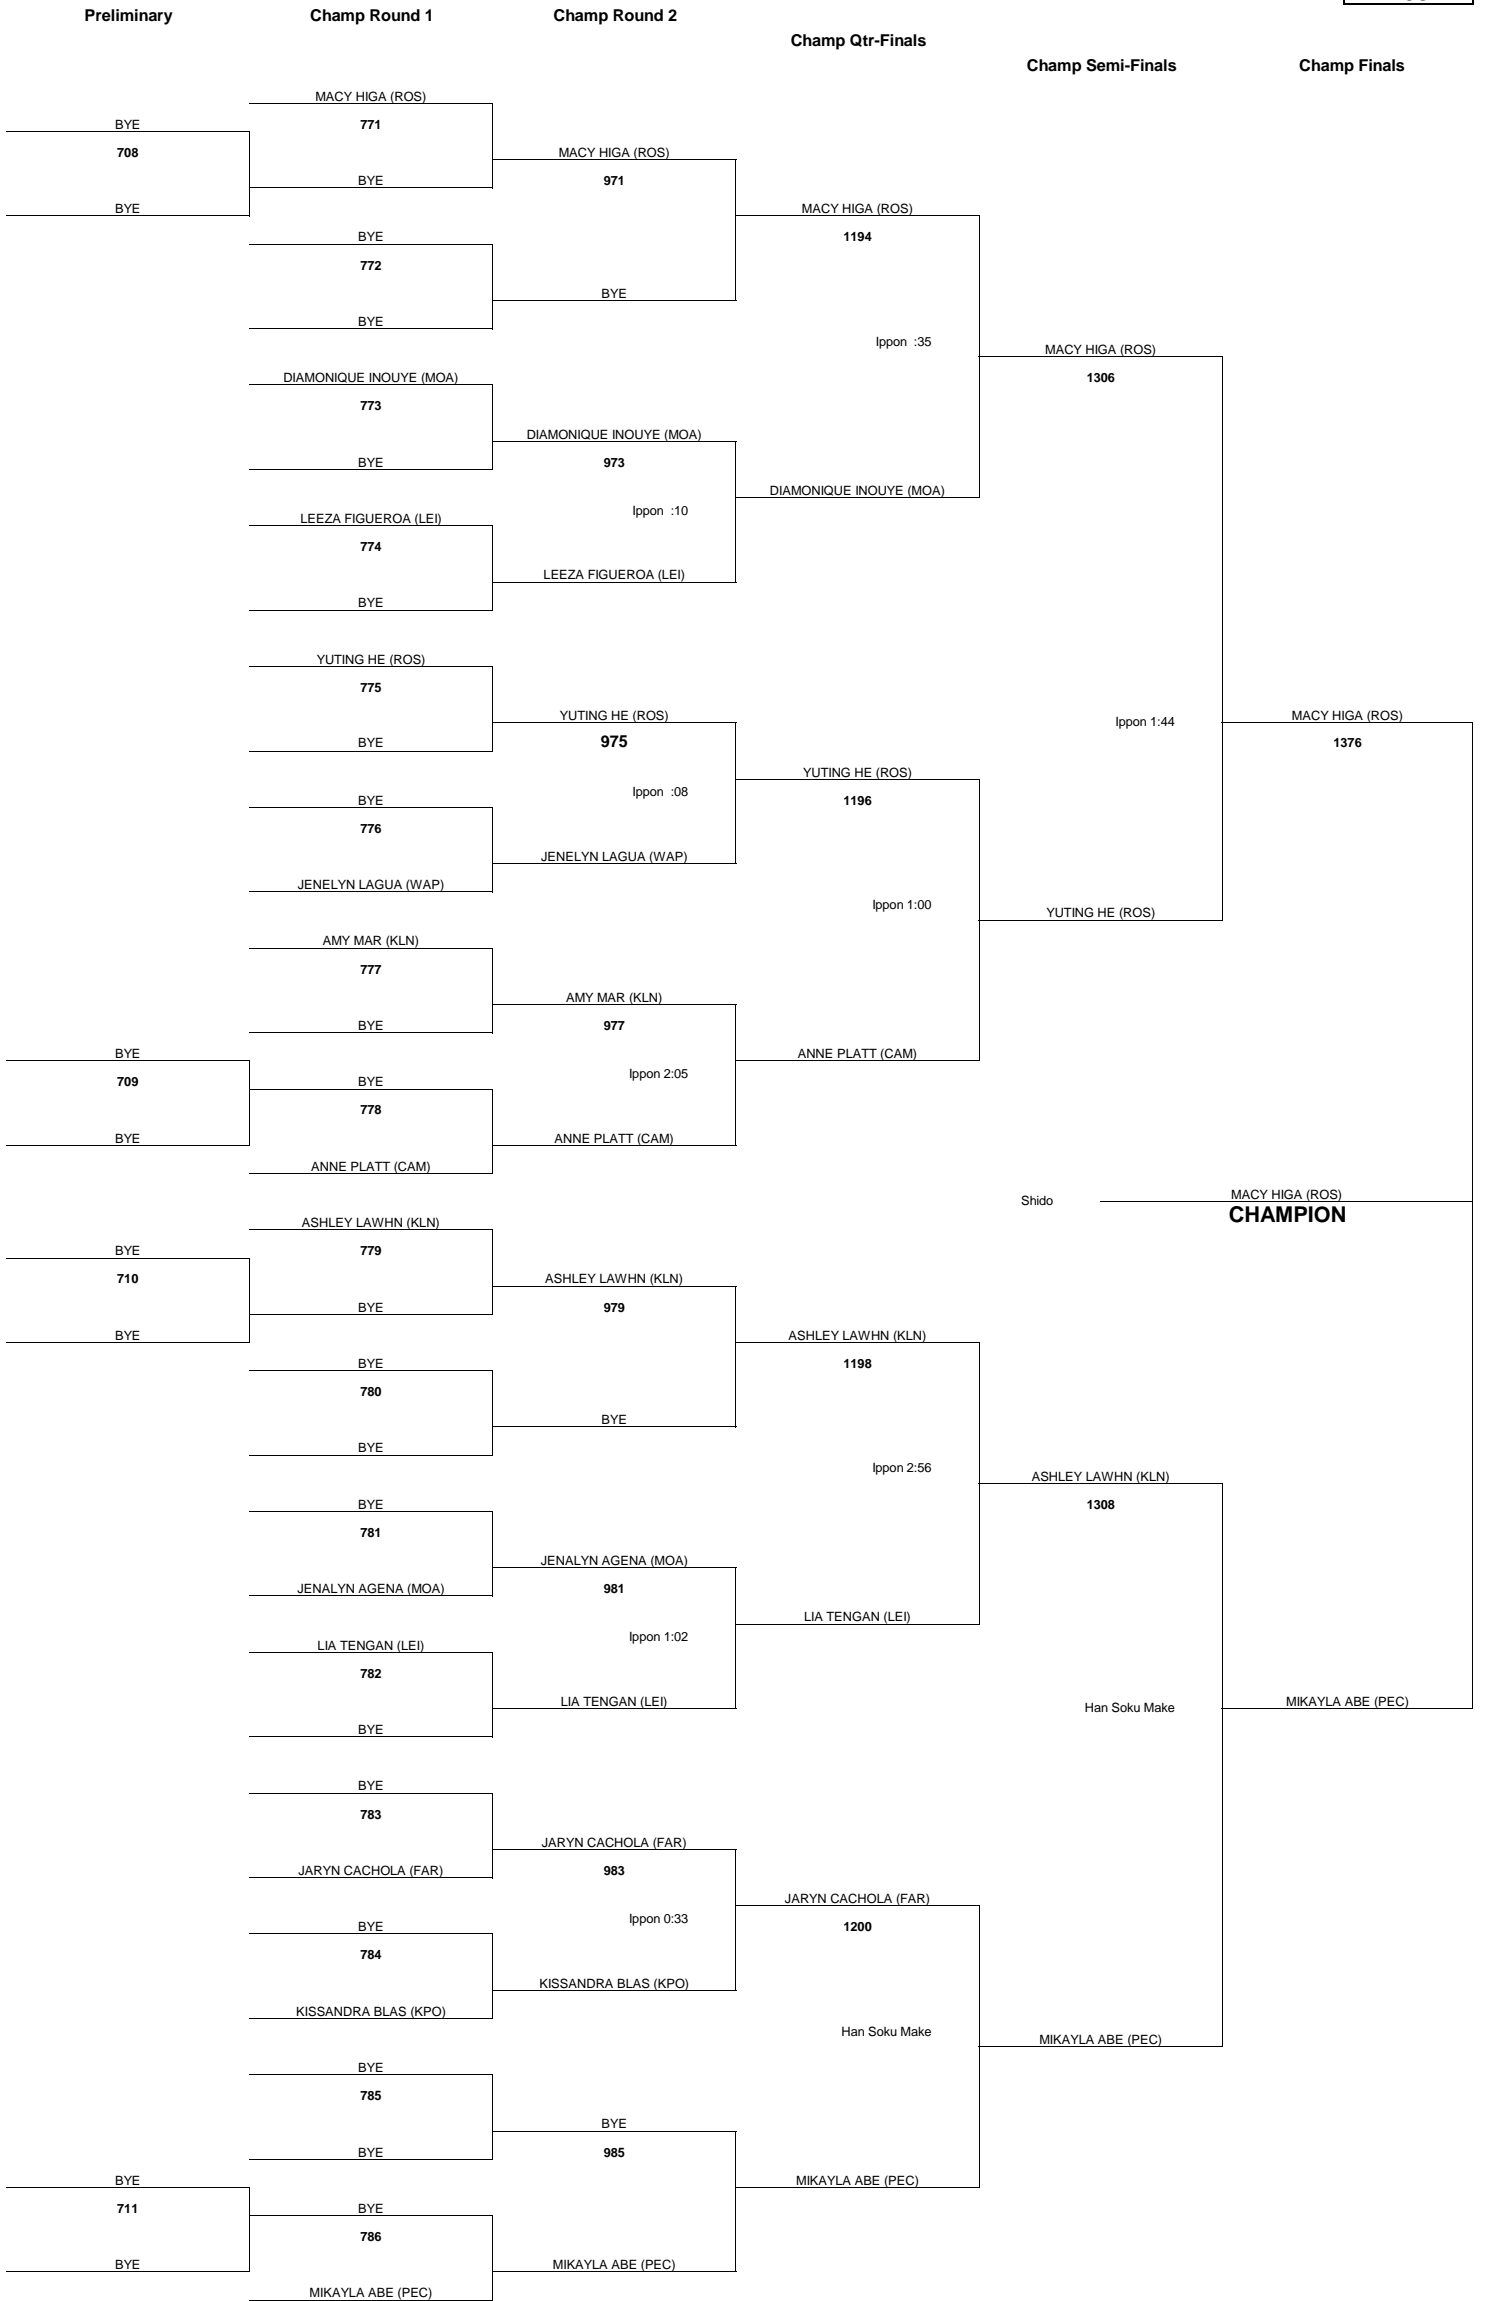 Preliminary
Champ Round 1
Champ Round 2
Champ Qtr-Finals
Champ Semi-Finals
Champ Finals
MACY HIGA (ROS)
BYE
771
708
MACY HIGA (ROS)
BYE
971
BYE
MACY HIGA (ROS)
BYE
1194
772
BYE
BYE
Ippon :35
MACY HIGA (ROS)
DIAMONIQUE INOUYE (MOA)
1306
773
DIAMONIQUE INOUYE (MOA)
BYE
973
DIAMONIQUE INOUYE (MOA)
LEEZA FIGUEROA (LEI)
Ippon :10
774
LEEZA FIGUEROA (LEI)
BYE
YUTING HE (ROS)
775
YUTING HE (ROS)
Ippon 1:44
MACY HIGA (ROS)
BYE
975
1376
YUTING HE (ROS)
BYE
Ippon :08
1196
776
JENELYN LAGUA (WAP)
JENELYN LAGUA (WAP)
Ippon 1:00
YUTING HE (ROS)
AMY MAR (KLN)
777
AMY MAR (KLN)
BYE
977
BYE
ANNE PLATT (CAM)
709
BYE
Ippon 2:05
778
BYE
ANNE PLATT (CAM)
ANNE PLATT (CAM)
Shido
MACY HIGA (ROS)
CHAMPION
ASHLEY LAWHN (KLN)
BYE
779
710
ASHLEY LAWHN (KLN)
BYE
979
BYE
ASHLEY LAWHN (KLN)
BYE
1198
780
BYE
BYE
Ippon 2:56
ASHLEY LAWHN (KLN)
BYE
1308
781
JENALYN AGENA (MOA)
JENALYN AGENA (MOA)
981
LIA TENGAN (LEI)
LIA TENGAN (LEI)
Ippon 1:02
782
LIA TENGAN (LEI)
Han Soku Make
MIKAYLA ABE (PEC)
BYE
BYE
783
JARYN CACHOLA (FAR)
JARYN CACHOLA (FAR)
983
JARYN CACHOLA (FAR)
BYE
Ippon 0:33
1200
784
KISSANDRA BLAS (KPO)
KISSANDRA BLAS (KPO)
Han Soku Make
MIKAYLA ABE (PEC)
BYE
785
BYE
BYE
985
BYE
MIKAYLA ABE (PEC)
711
BYE
786
BYE
MIKAYLA ABE (PEC)
MIKAYLA ABE (PEC)